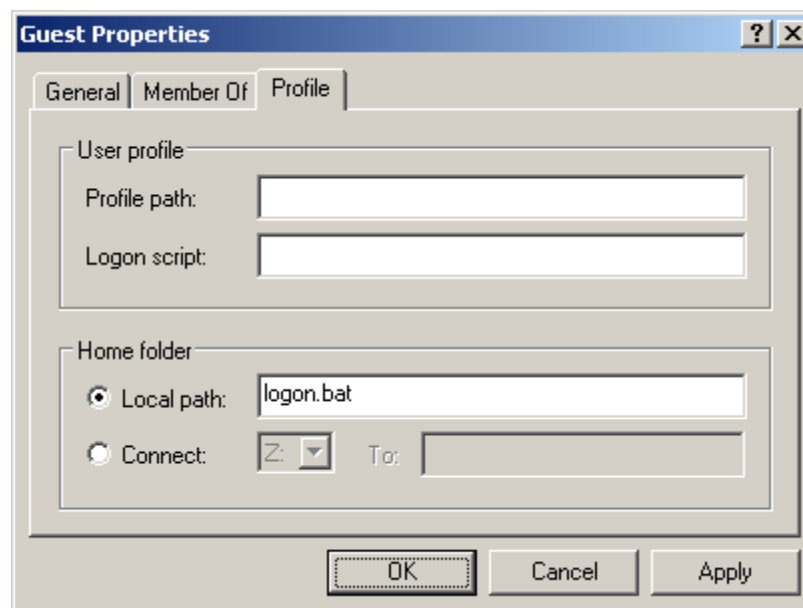 Guest Properties
General Member Of Profile
User profile
Profile path:
Logon script:
Home folder
Local path: logon.bat
Connect: Z: To:
OK Cancel Apply